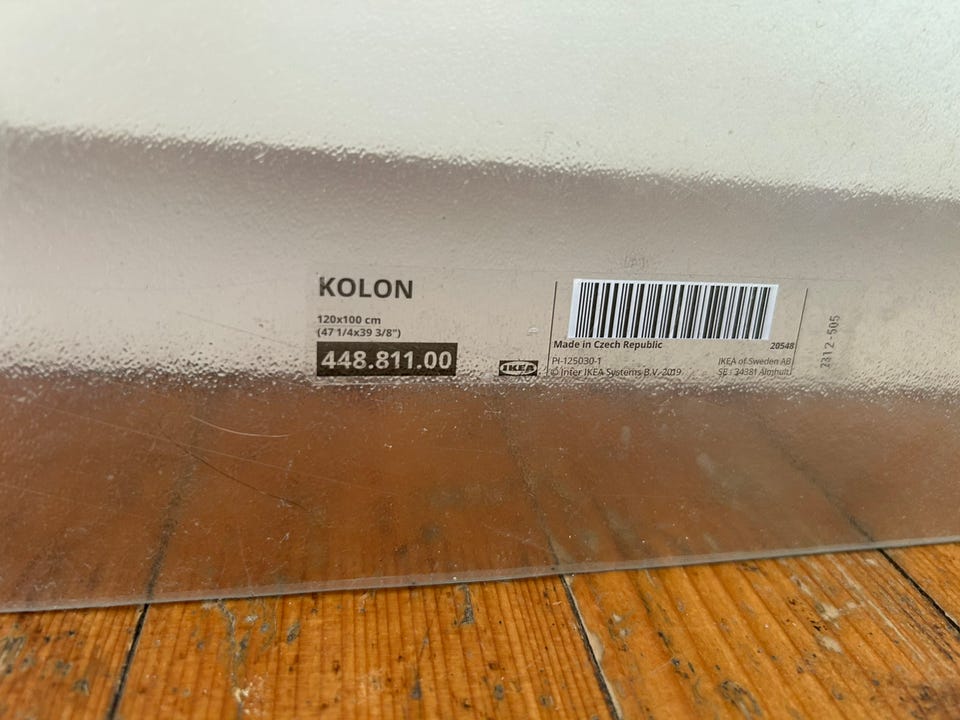 KOLON
120x100 cm
(47 1/4x39 3/8")
448.811.00
IKEA
Made in Czech Republic
20548
PI-125030-1
IKEA of Sweden AB
© Inter IKEA Systems B.V. 2019
SE - 34381 Älmhult
2312-505